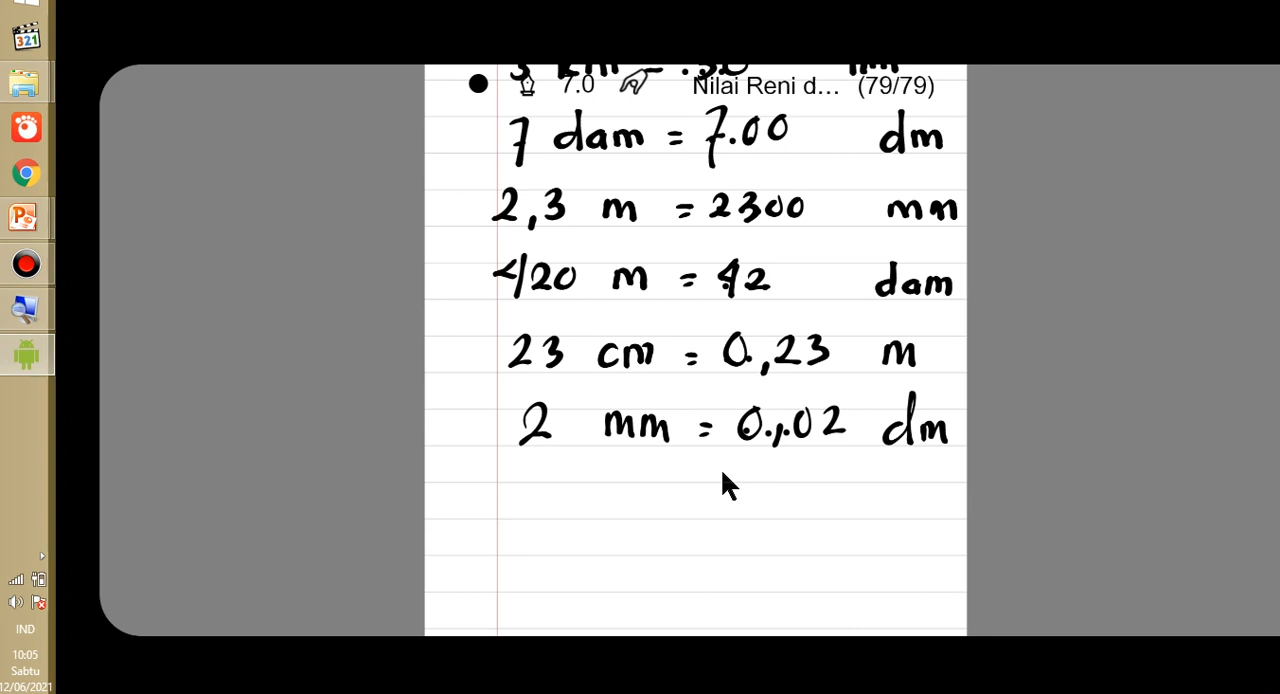 321
7.0 Nilai Reni d... (79/79)
7 dam = 7.00 dm
2,3 m = 2300 mm
420 m = 42 dam
23 cm = 0,23 m
2 mm = 0,02 dm
IND
10:05
Sabtu
12/06/2021